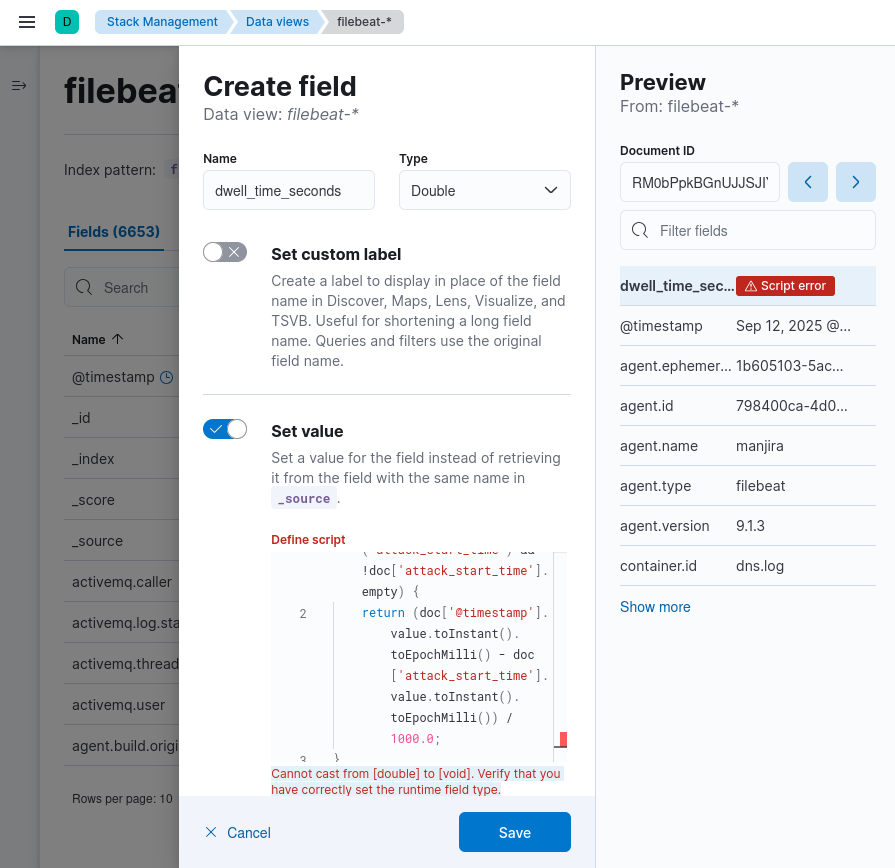 D
Stack Management
Data views
filebeat-*
filebeat
Index pattern: f
Fields (6653)
Search
Name
@timestamp
_id
_index
_score
_source
activemq.caller
activemq.log.sta
activemq.thread
activemq.user
agent.build.origi
Rows per page: 10
Create field
Data view: filebeat-*
Name
Type
dwell_time_seconds
Double
Set custom label
Create a label to display in place of the field
name in Discover, Maps, Lens, Visualize, and
TSVB. Useful for shortening a long field
name. Queries and filters use the original
field name.
Set value
Set a value for the field instead of retrieving
it from the field with the same name in
_source.
Define script
('attack_start_time') &&
!doc['attack_start_time'].
empty) {
2 return (doc['@timestamp'].
value.toInstant().
toEpochMilli() - doc
['attack_start_time'].
value.toInstant().
toEpochMilli()) /
1000.0;
3 }
Cannot cast from [double] to [void]. Verify that you
have correctly set the runtime field type.
Cancel
Save
Preview
From: filebeat-*
Document ID
RM0bPpkBGnUJJSJI
Filter fields
dwell_time_sec... Script error
@timestamp Sep 12, 2025 @...
agent.ephemer... 1b605103-5ac...
agent.id 798400ca-4d0...
agent.name manjira
agent.type filebeat
agent.version 9.1.3
container.id dns.log
Show more